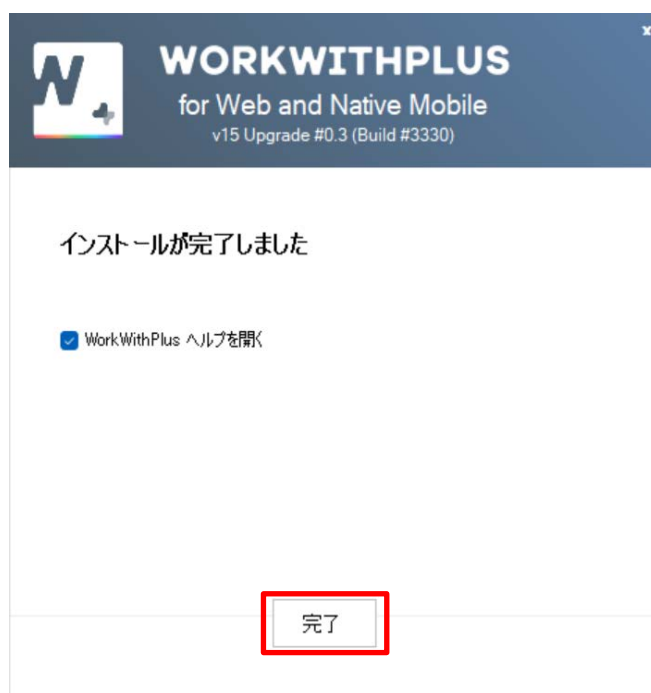 WORKWITHPLUS
for Web and Native Mobile
v15 Upgrade #0.3 (Build #3330)
インストールが完了しました
WorkWithPlus ヘルプを開く
完了